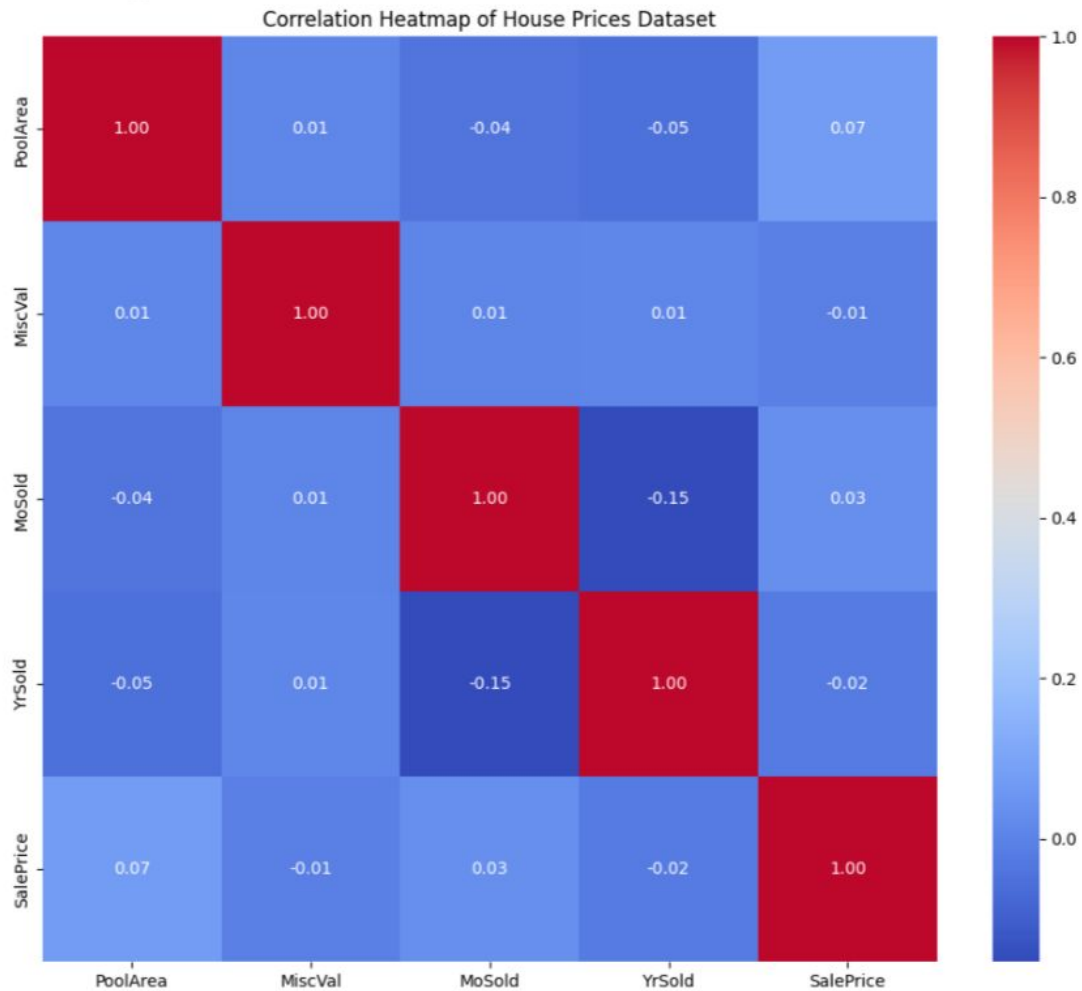 Correlation Heatmap of House Prices Dataset
1.0
PoolArea 1.00 0.01 -0.04 -0.05 0.07
0.8
MiscVal 0.01 1.00 0.01 0.01 -0.01
0.6
MoSold -0.04 0.01 1.00 -0.15 0.03
0.4
YrSold -0.05 0.01 -0.15 1.00 -0.02
0.2
SalePrice 0.07 -0.01 0.03 -0.02 1.00
0.0
PoolArea MiscVal MoSold YrSold SalePrice